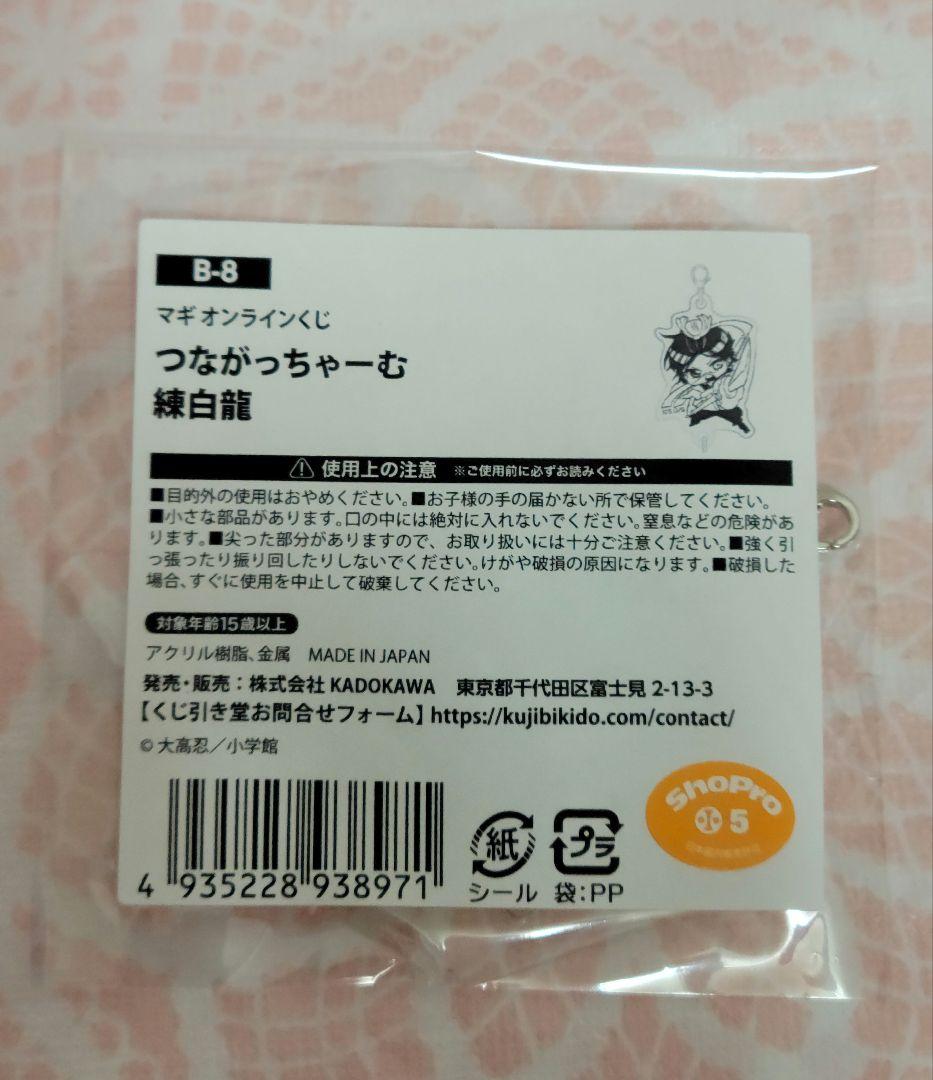 B-8
マギ オンラインくじ
つながっちゃーむ
練白龍
使用上の注意 ※ご使用前に必ずお読みください
■目的外の使用はおやめください。■お子様の手の届かない所で保管してください。
■小さな部品があります。口の中には絶対に入れないでください。窒息などの危険があ
ります。■尖った部分がありますので、お取り扱いには十分ご注意ください。■強く引
っ張ったり振り回したりしないでください。けがや破損の原因になります。■破損した
場合、すぐに使用を中止して破棄してください。
対象年齢15歳以上
アクリル樹脂、金属 MADE IN JAPAN
発売・販売：株式会社 KADOKAWA 東京都千代田区富士見 2-13-3
【くじ引き堂お問合せフォーム】https://kujibikido.com/contact/
©大高忍／小学館
4 935228 938971
紙
シール
プラ
袋:PP
ShoPro
小 5